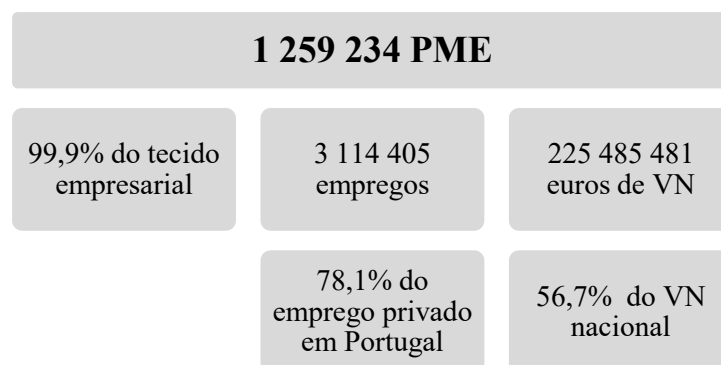 1 259 234 PME
99,9% do tecido
empresarial
3 114 405
empregos
225 485 481
euros de VN
78,1% do
emprego privado
em Portugal
56,7% do VN
nacional